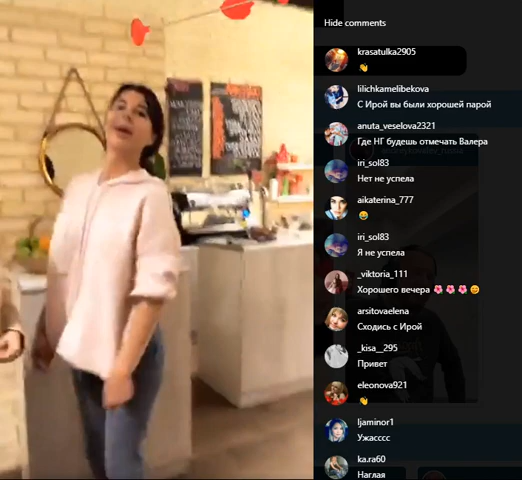 Hide comments
krasatulka2905
👏
lilichkamelibekova
С Ирой вы были хорошей парой
anuta_veselova2321
Где НГ будешь отмечать Валера
iri_sol83
Нет не успела
aikaterina_777
😂
iri_sol83
Я не успела
_viktoria_111
Хорошего вечера 🌸🌸🌸😊
arsitovaelena
Сходись с Ирой
_kisa__295
Привет
eleonova921
👏
ljaminor1
Ужасссс
ka.ra60
Наглая